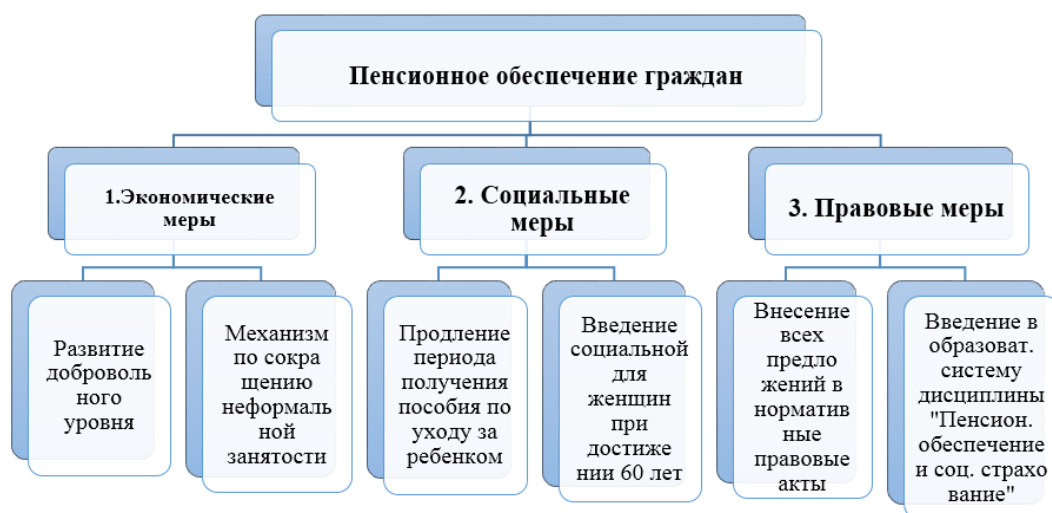 Пенсионное обеспечение граждан
1.Экономические
меры
2. Социальные
меры
3. Правовые меры
Развитие
доброволь
ного
уровня
Механизм
по сокра
щению
неформаль
ной
занятости
Продление
периода
получения
пособия по
уходу за
ребенком
Введение
социальной
для
женщин
при
достиже
нии 60 лет
Внесение
всех
предло
жений в
норматив
ные
правовые
акты
Введение в
образоват.
систему
дисциплины
"Пенсион.
обеспечение
и соц. страхо
вание"